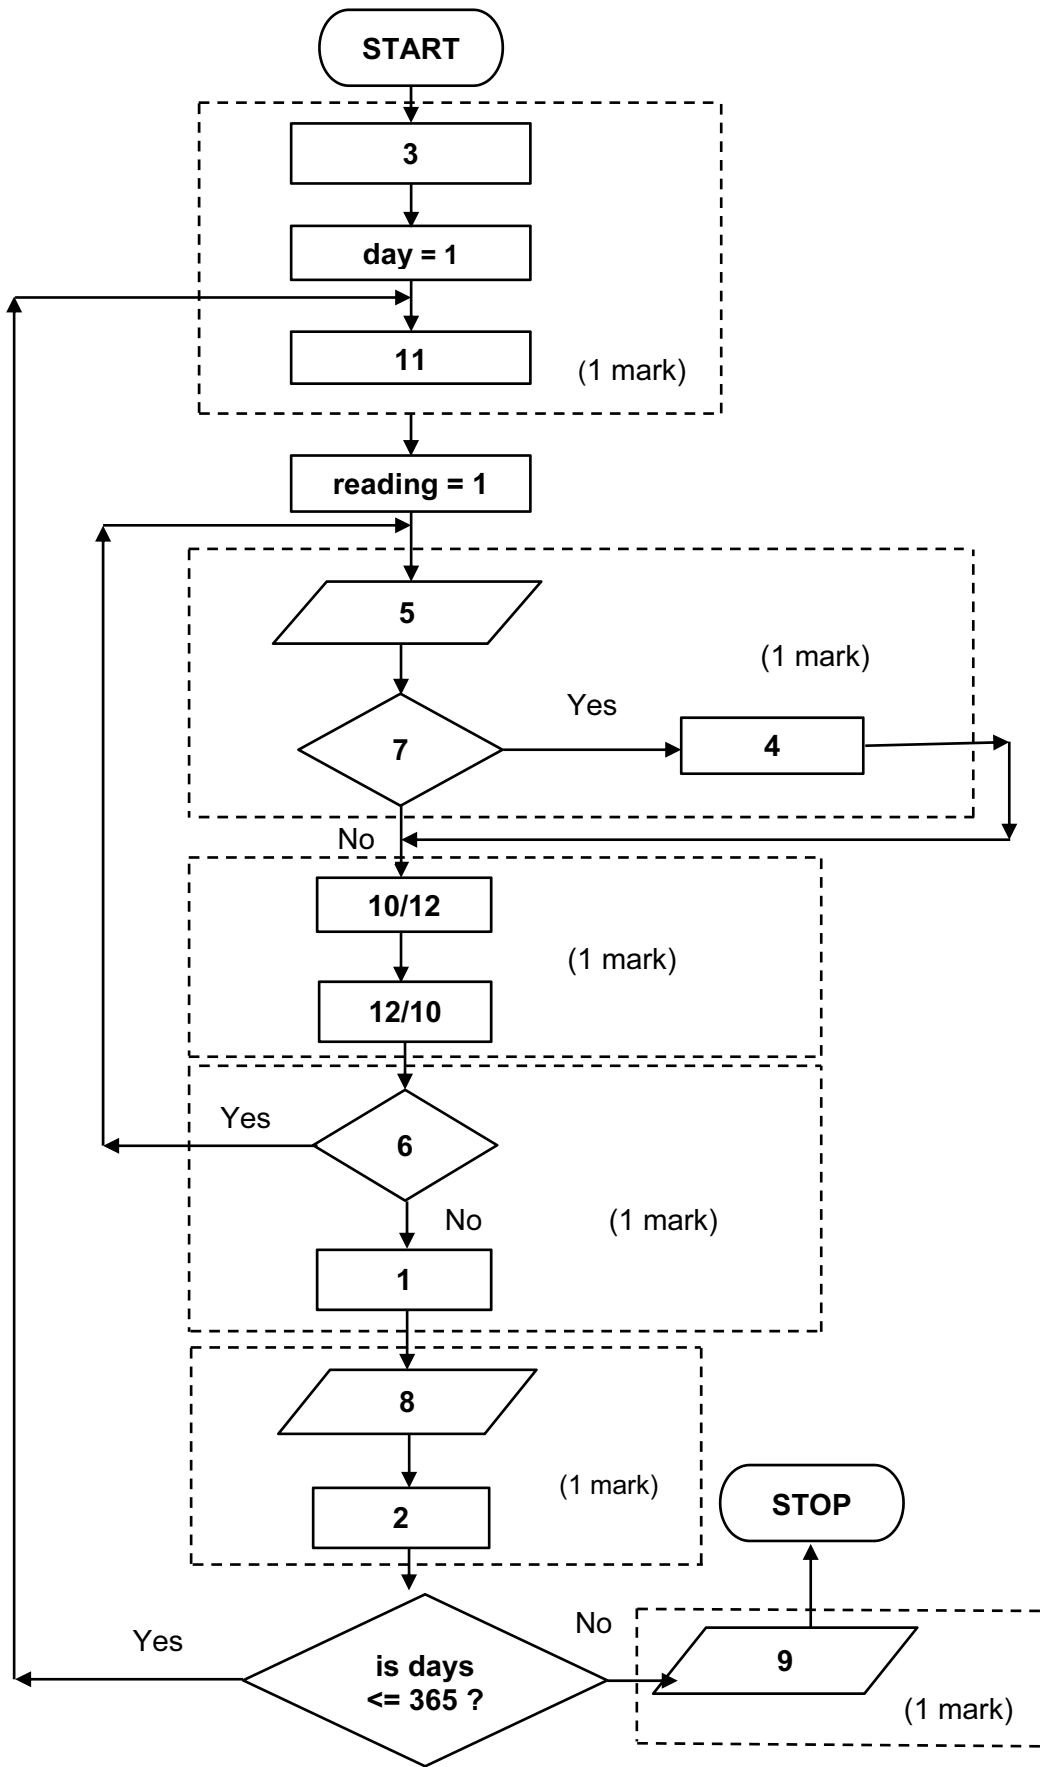 START
3
day = 1
11
(1 mark)
reading = 1
5
(1 mark)
Yes
7
4
No
10/12
(1 mark)
12/10
Yes
6
No
(1 mark)
1
8
(1 mark)
STOP
2
No
Yes
is days
<= 365 ?
9
(1 mark)